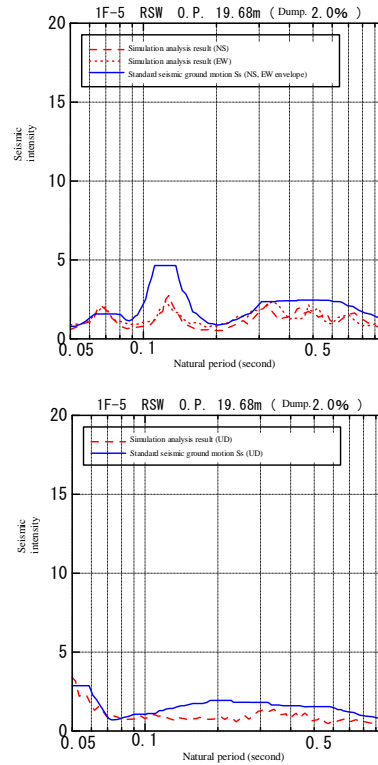 1F-5 RSW O.P. 19.68m ( Dump. 2.0% )
20
Simulation analysis result (NS)
Simulation analysis result (EW)
Standard seismic ground motion Ss (NS, EW envelope)
15
Seismic
intensity
10
5
0
0.05 0.1 0.5
Natural period (second)
1F-5 RSW O.P. 19.68m ( Dump. 2.0% )
20
Simulation analysis result (UD)
Standard seismic ground motion Ss (UD)
15
Seismic
intensity
10
5
0
0.05 0.1 0.5
Natural period (second)